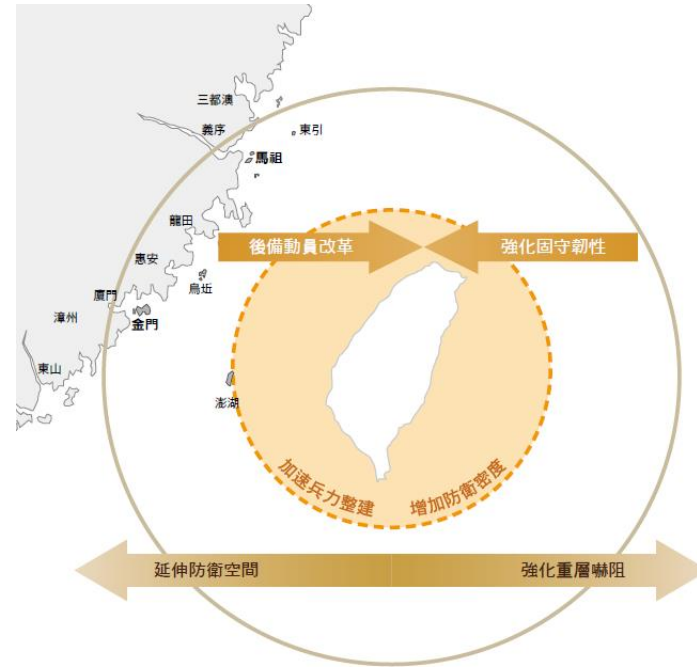 三都澳
義序
東引
馬祖
龍田
後備動員改革
強化固守韌性
惠安
烏坵
廈門
金門
漳州
東山
澎湖
加速兵力整建
增加防衛密度
延伸防衛空間
強化重層嚇阻